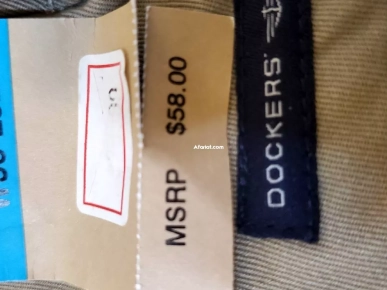 MSRP $58.00
DOCKERS
Afariat.com